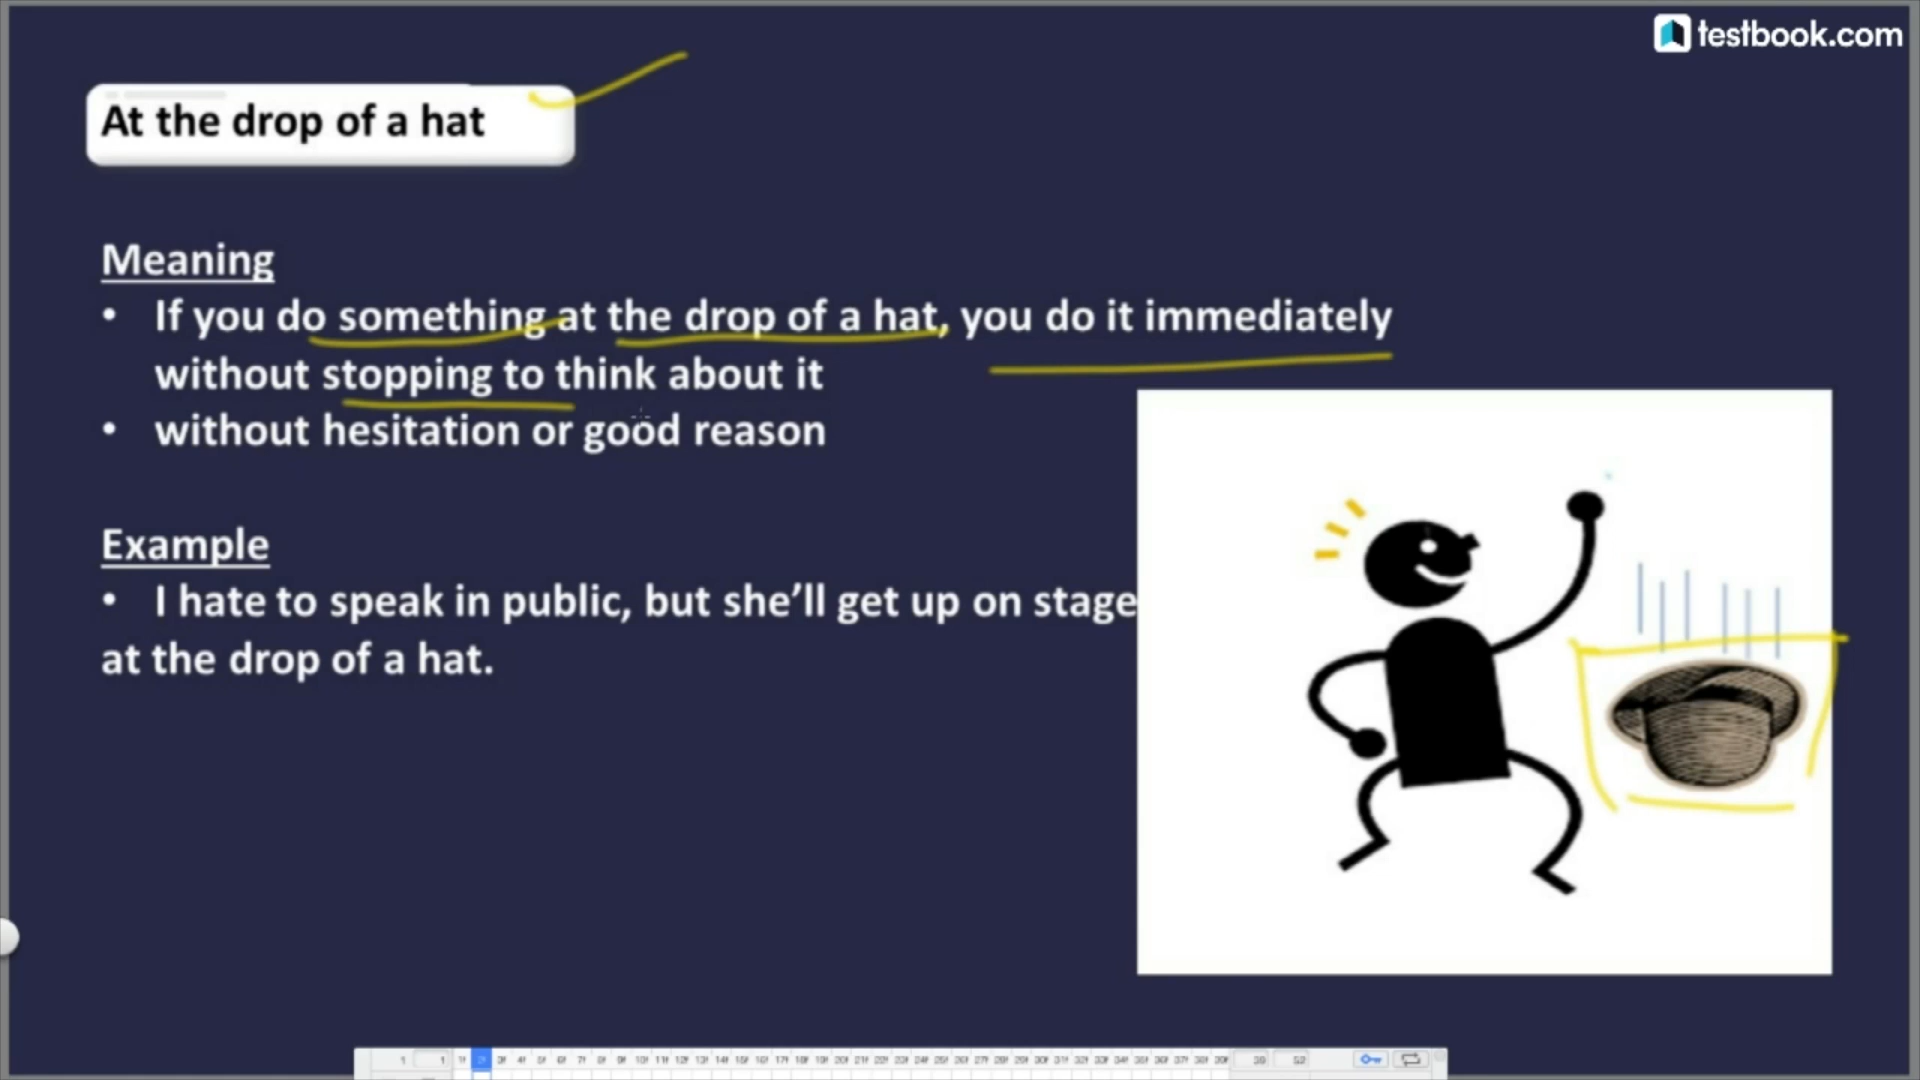 testbook.com
At the drop of a hat
Meaning
• If you do something at the drop of a hat, you do it immediately
without stopping to think about it
• without hesitation or good reason
Example
• I hate to speak in public, but she’ll get up on stage
at the drop of a hat.